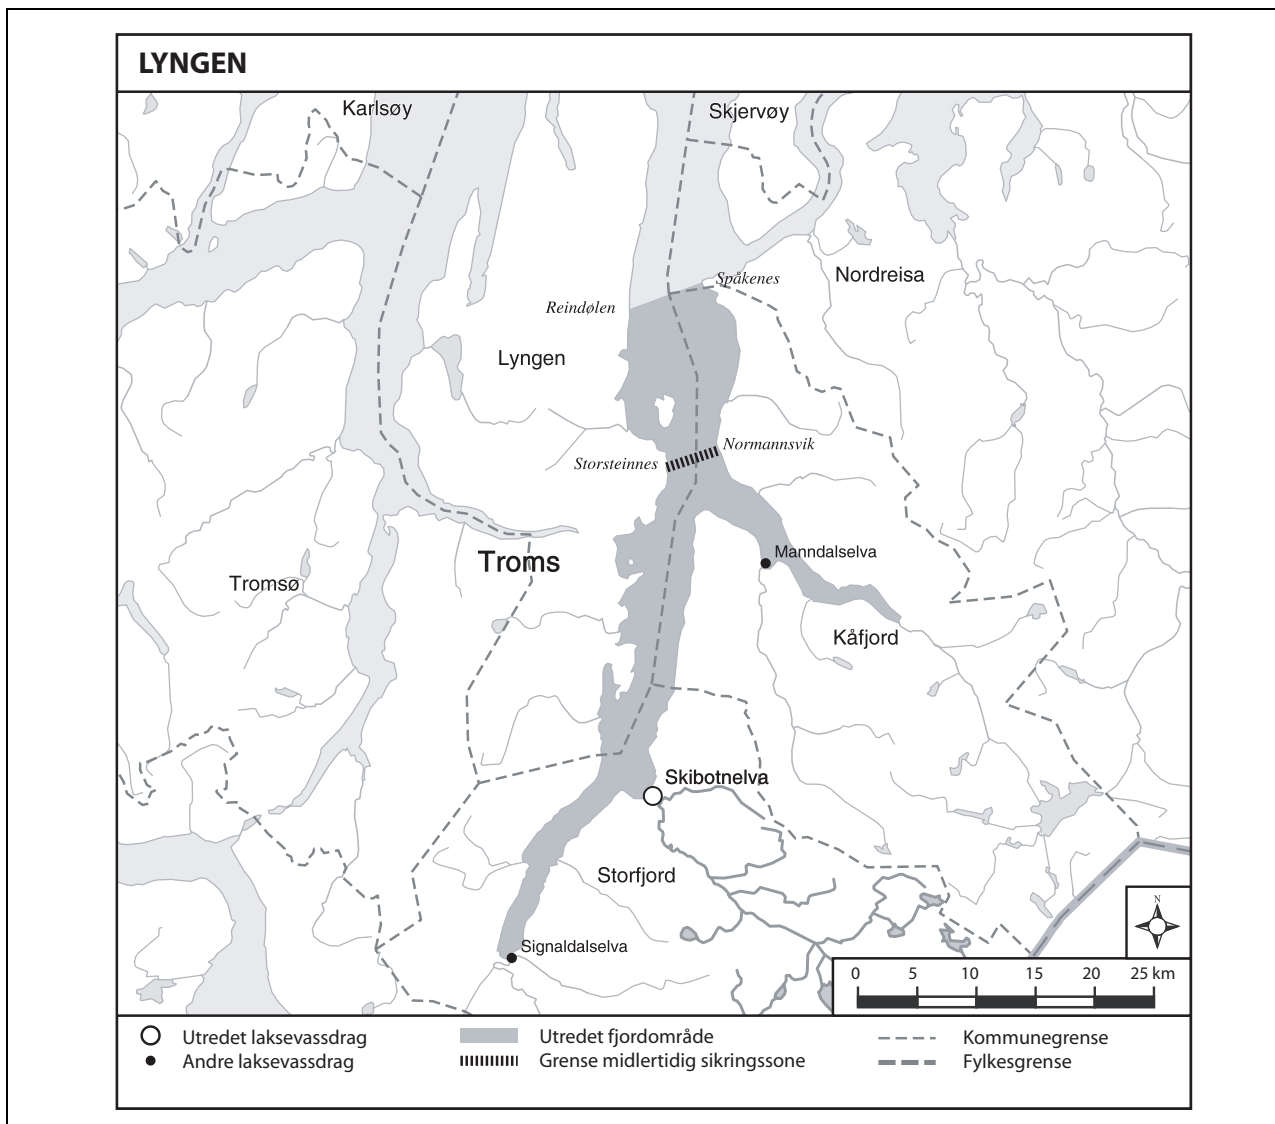 LYNGEN
Karlsøy
Skjervøy
Nordreisa
Spåkenes
Reindølen
Lyngen
Normannsvik
Storsteinnes
Manndalselva
Troms
Tromsø
Kåfjord
Skibotnelva
Storfjord
Signaldalselva
N
0 5 10 15 20 25 km
Utredet laksevassdrag
Utredet fjordområde
Kommunegrense
Andre laksevassdrag
Grense midlertidig sikringssone
Fylkesgrense